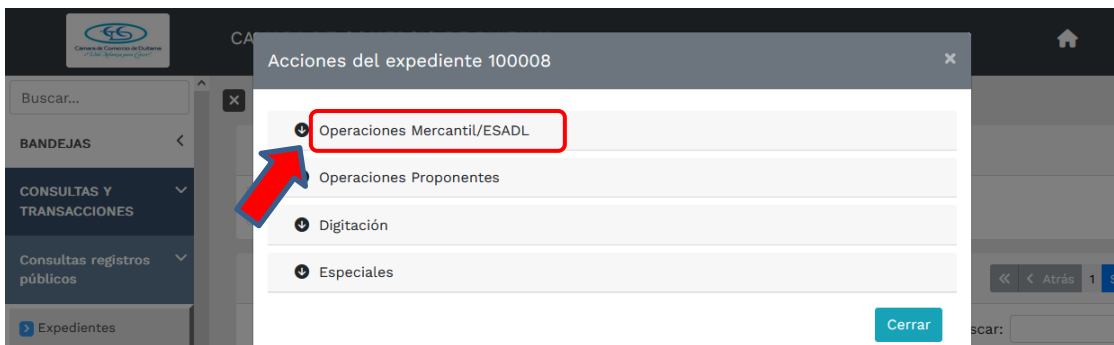 Cámara de Comercio de Duitama
CA
Acciones del expediente 100008
×
Buscar...
BANDEJAS
Operaciones Mercantil/ESADL
CONSULTAS Y
TRANSACCIONES
Operaciones Proponentes
Digitación
Consultas registros
públicos
Especiales
Atrás 1 S
Expedientes
Cerrar
scar: